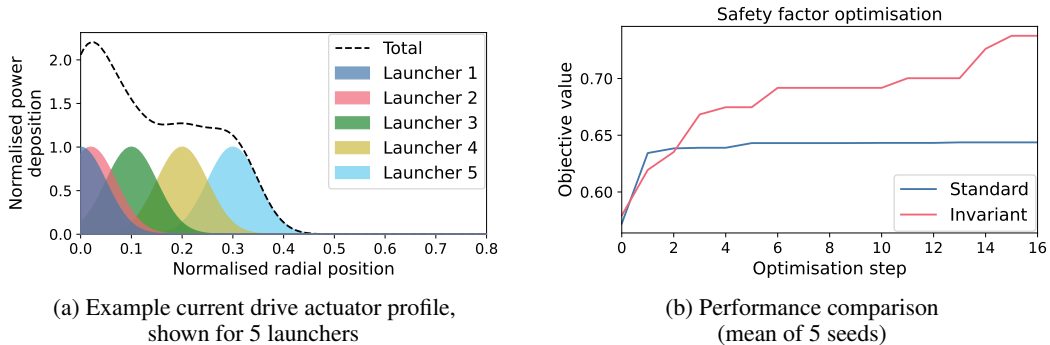 Normalised power
deposition
2.0
1.5
1.0
0.5
0.0
0.0 0.1 0.2 0.3 0.4 0.5 0.6 0.7 0.8
Normalised radial position
Total
Launcher 1
Launcher 2
Launcher 3
Launcher 4
Launcher 5
(a) Example current drive actuator profile,
shown for 5 launchers
Safety factor optimisation
Objective value
0.70
0.65
0.60
0 2 4 6 8 10 12 14 16
Optimisation step
Standard
Invariant
(b) Performance comparison
(mean of 5 seeds)